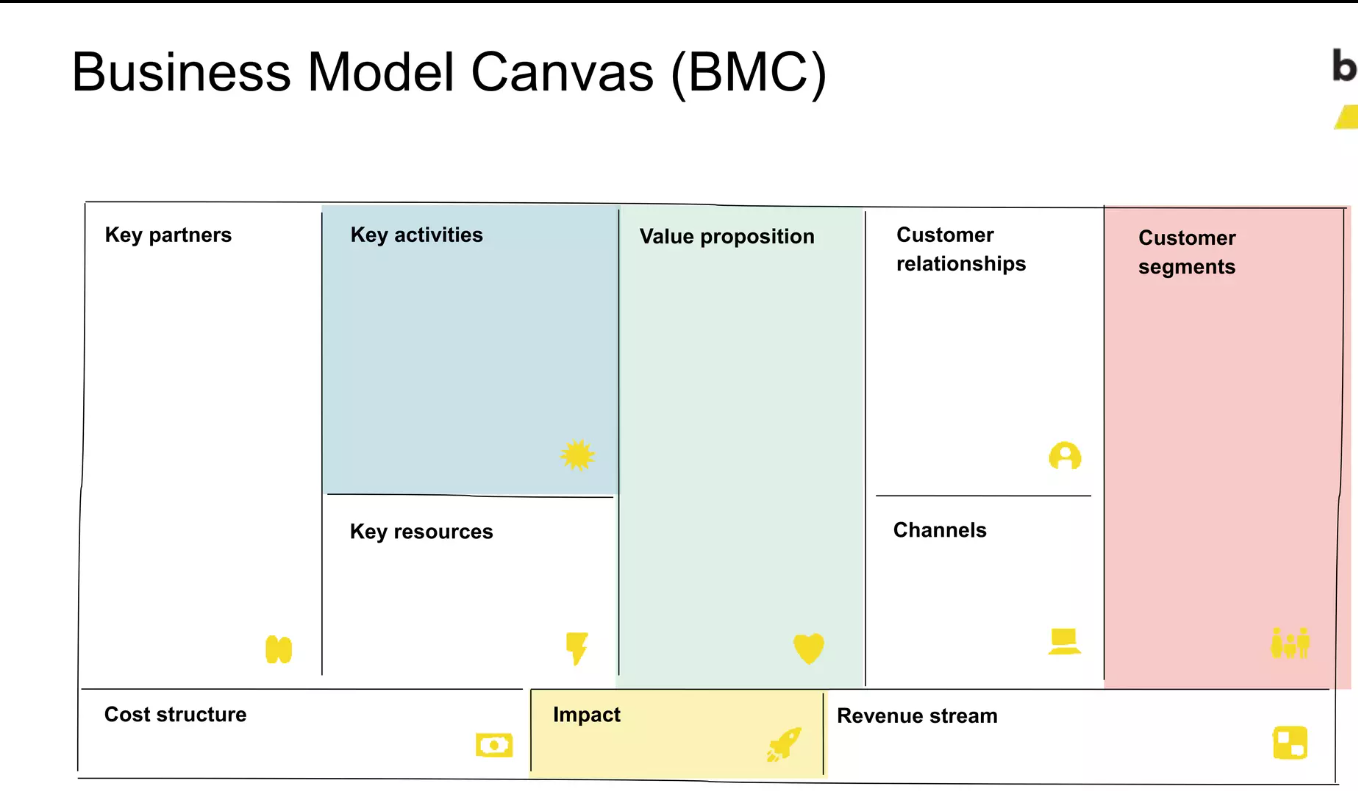 Business Model Canvas (BMC)
b
Key partners
Key activities
Value proposition
Customer
relationships
Customer
segments
Key resources
Channels
Cost structure
Impact
Revenue stream